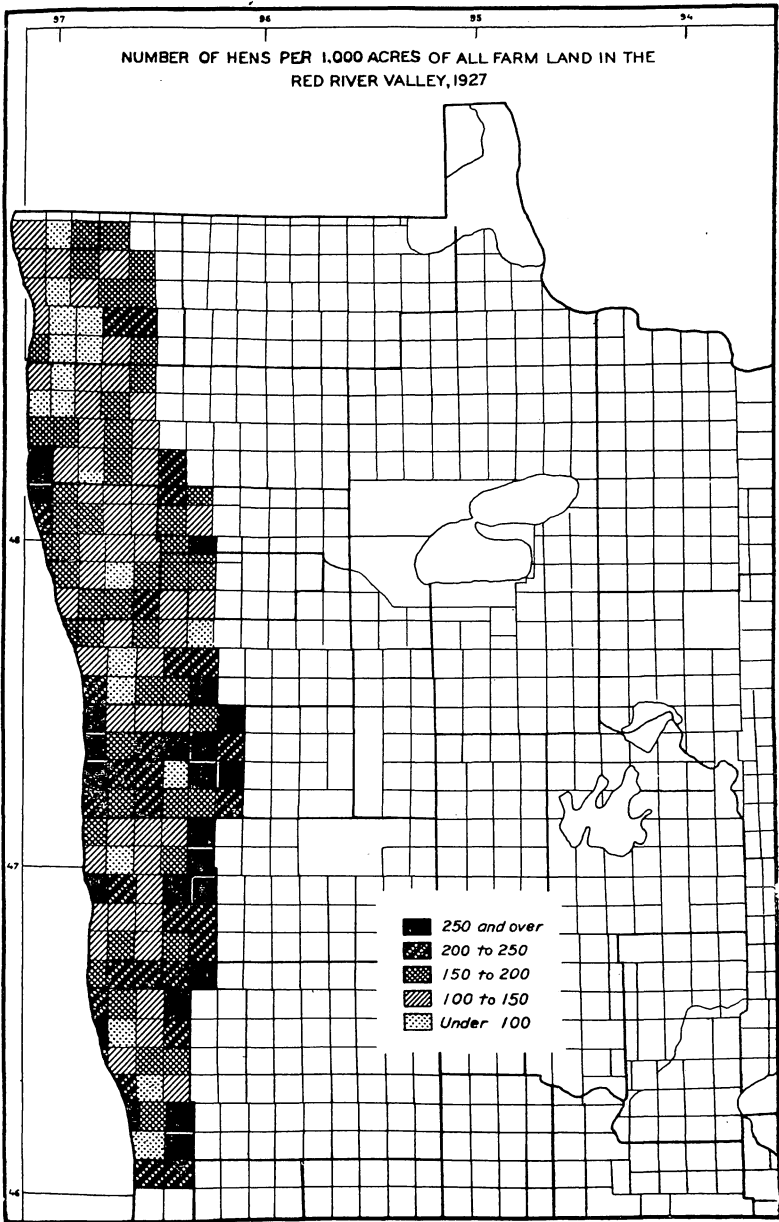 97 96 95 94
NUMBER OF HENS PER 1,000 ACRES OF ALL FARM LAND IN THE
RED RIVER VALLEY, 1927
48
47
250 and over
200 to 250
150 to 200
100 to 150
Under 100
46